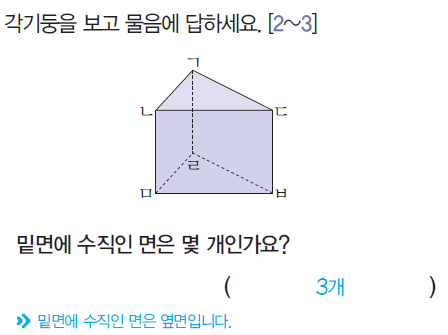 각기둥을 보고 물음에 답하세요. [2~3]
ㄱ
ㄴ ㄷ
ㄹ
ㅁ ㅂ
밑면에 수직인 면은 몇 개인가요?
( 3개 )
» 밑면에 수직인 면은 옆면입니다.